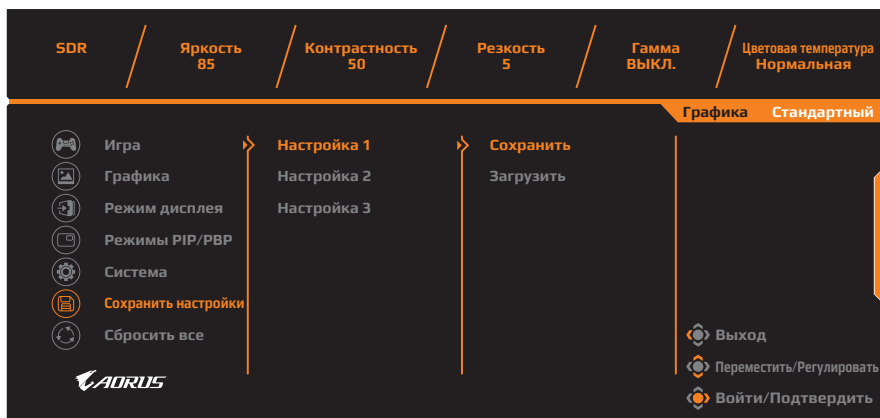 SDR
Яркость
85
Контрастность
50
Резкость
5
Гамма
ВЫКЛ.
Цветовая температура
Нормальная
Графика Стандартный
Игра
Графика
Режим дисплея
Режимы PIP/PBP
Система
Сохранить настройки
Сбросить все
Настройка 1
Настройка 2
Настройка 3
Сохранить
Загрузить
Выход
Переместить/Регулировать
Войти/Подтвердить
AORUS